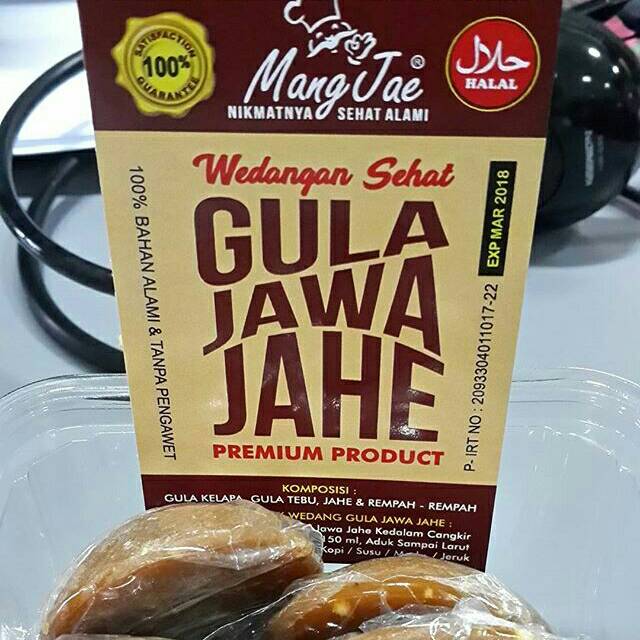 SATISFACTION
100%
GUARANTEE
Mang Jae ®
NIKMATNYA SEHAT ALAMI
حلال
HALAL
Wedangan Sehat
GULA
JAWA
JAHE
PREMIUM PRODUCT
100% BAHAN ALAMI & TANPA PENGAWET
EXP MAR 2018
P- IRT NO : 2093304011017-22
KOMPOSISI :
GULA KELAPA, GULA TEBU, JAHE & REMPAH - REMPAH
WEDANG GULA JAWA JAHE :
Jawa Jahe Kedalam Cangkir
150 ml, Aduk Sampai Larut
Kopi / Susu / / Jeruk